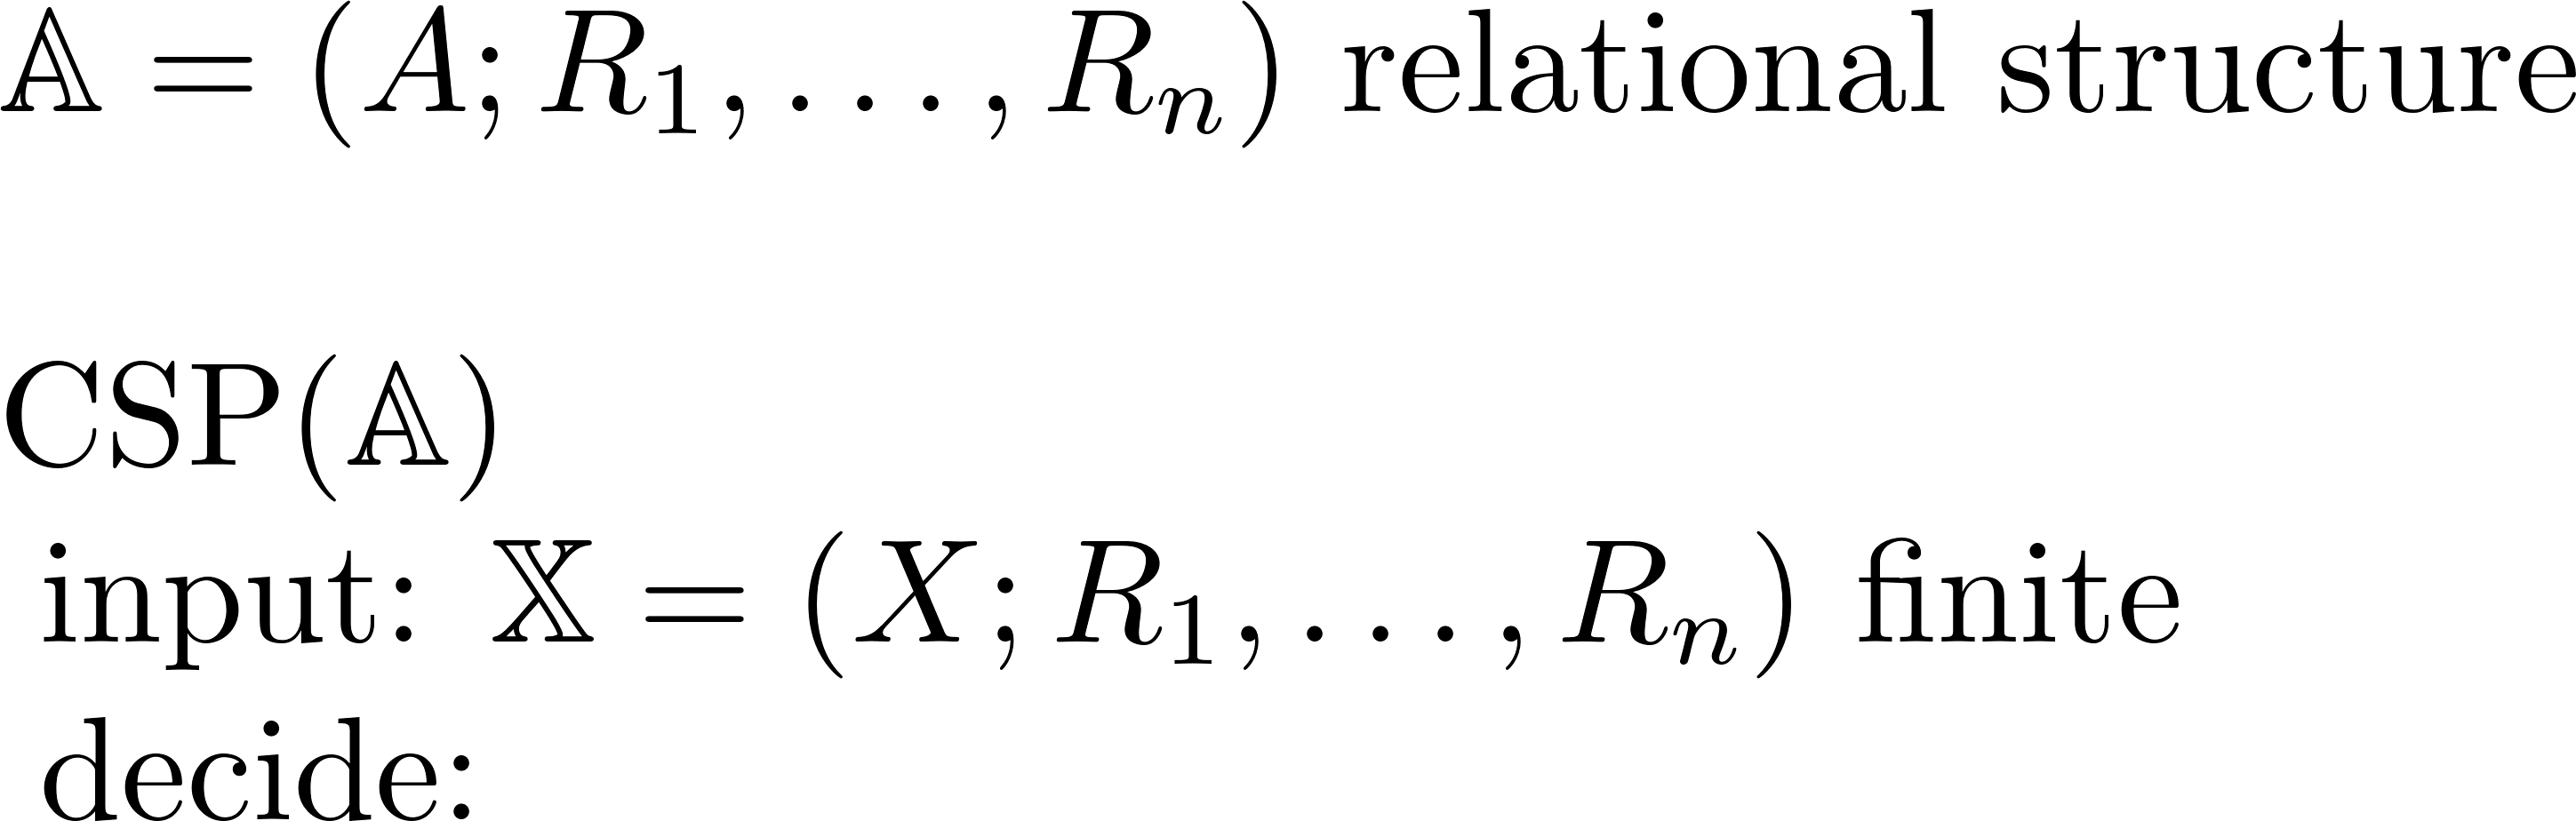 𝔸 = (A; R₁, . . . , Rₙ) relational structure
CSP(𝔸)
input: 𝕏 = (X; R₁, . . . , Rₙ) finite
decide: